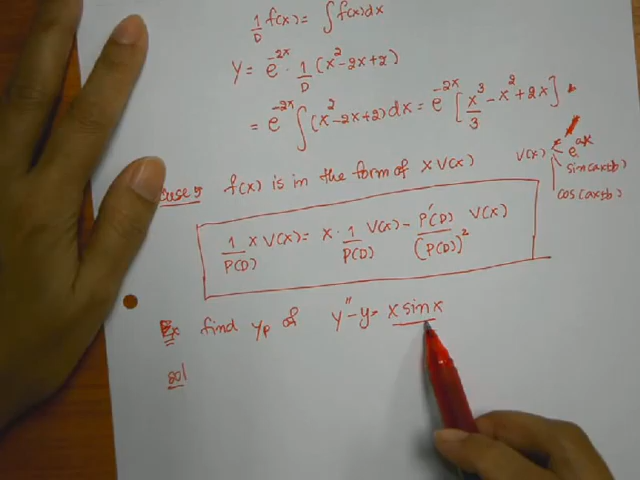 1/D f(x) = ∫ f(x)dx
y = e^{-2x} · 1/D (x² - 2x + 2)
= e^{-2x} ∫ (x² - 2x + 2) dx = e^{-2x} [x³/3 - x² + 2x]
f(x) is in the form of x V(x)
V(x) e^{ax}
sin(ax+b)
cos(ax+b)
1/P(D) x V(x) = x · 1/P(D) V(x) - P'(D)/(P(D))² V(x)
Ex find yp of y'' - y = x sin x
sol